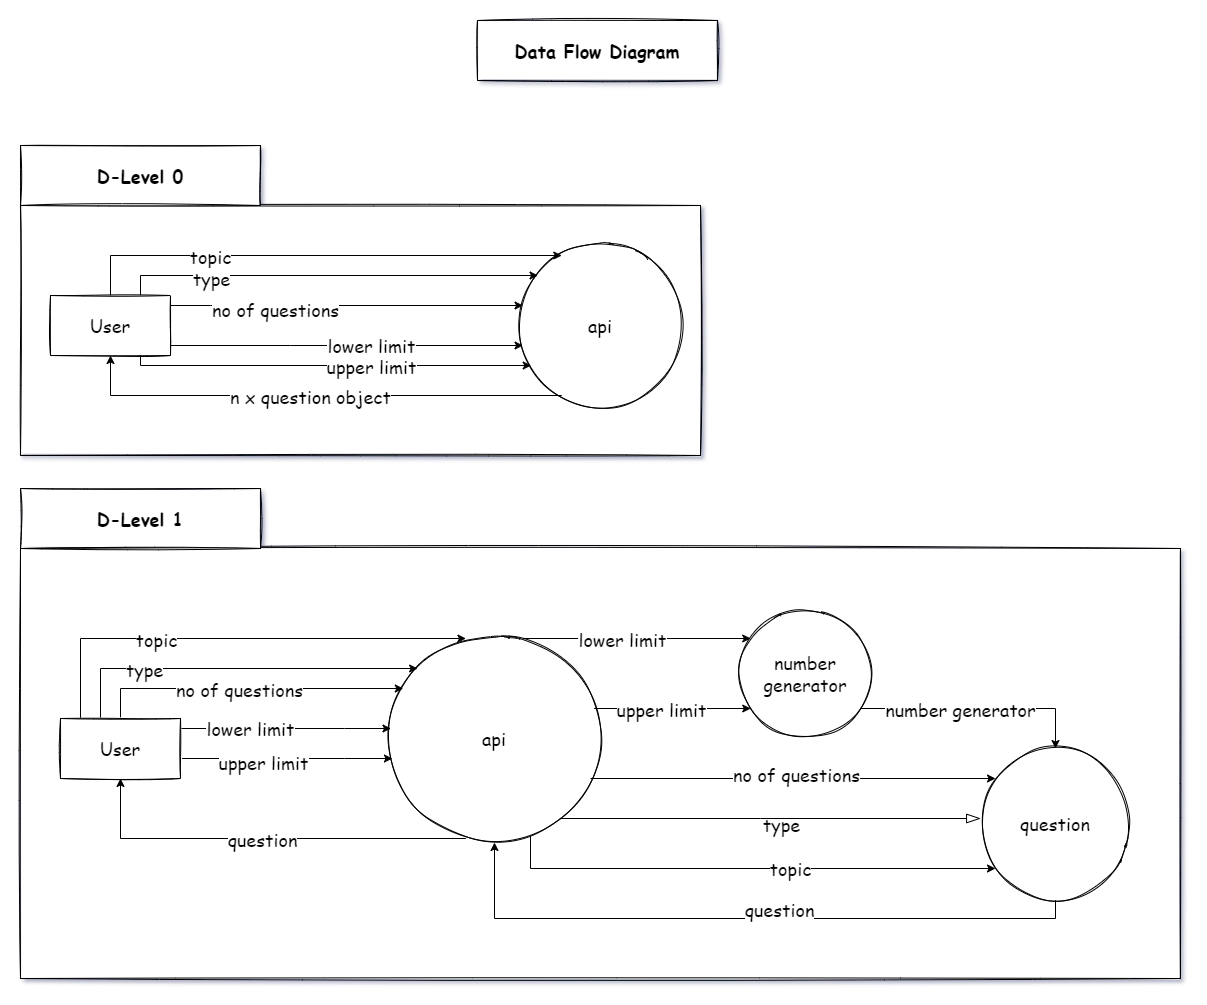 Data Flow Diagram
D-Level 0
topic
type
no of questions
User
api
lower limit
upper limit
n x question object
D-Level 1
topic
lower limit
type
number
generator
no of questions
upper limit
number generator
lower limit
User
api
upper limit
no of questions
type
question
question
topic
question